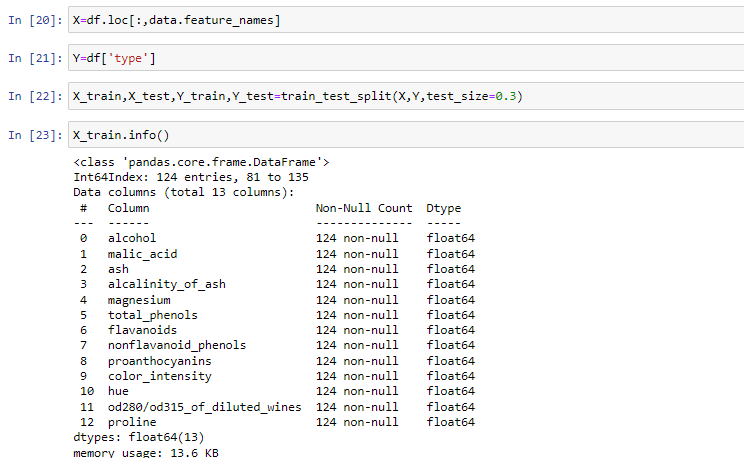 In [20]: X=df.loc[:,data.feature_names]
In [21]: Y=df['type']
In [22]: X_train,X_test,Y_train,Y_test=train_test_split(X,Y,test_size=0.3)
In [23]: X_train.info()
<class 'pandas.core.frame.DataFrame'>
Int64Index: 124 entries, 81 to 135
Data columns (total 13 columns):
 #   Column                        Non-Null Count  Dtype
---  ------                        --------------  -----
 0   alcohol                       124 non-null    float64
 1   malic_acid                    124 non-null    float64
 2   ash                           124 non-null    float64
 3   alcalinity_of_ash             124 non-null    float64
 4   magnesium                     124 non-null    float64
 5   total_phenols                 124 non-null    float64
 6   flavanoids                    124 non-null    float64
 7   nonflavanoid_phenols          124 non-null    float64
 8   proanthocyanins               124 non-null    float64
 9   color_intensity               124 non-null    float64
 10  hue                           124 non-null    float64
 11  od280/od315_of_diluted_wines  124 non-null    float64
 12  proline                       124 non-null    float64
dtypes: float64(13)
memory usage: 13.6 KB